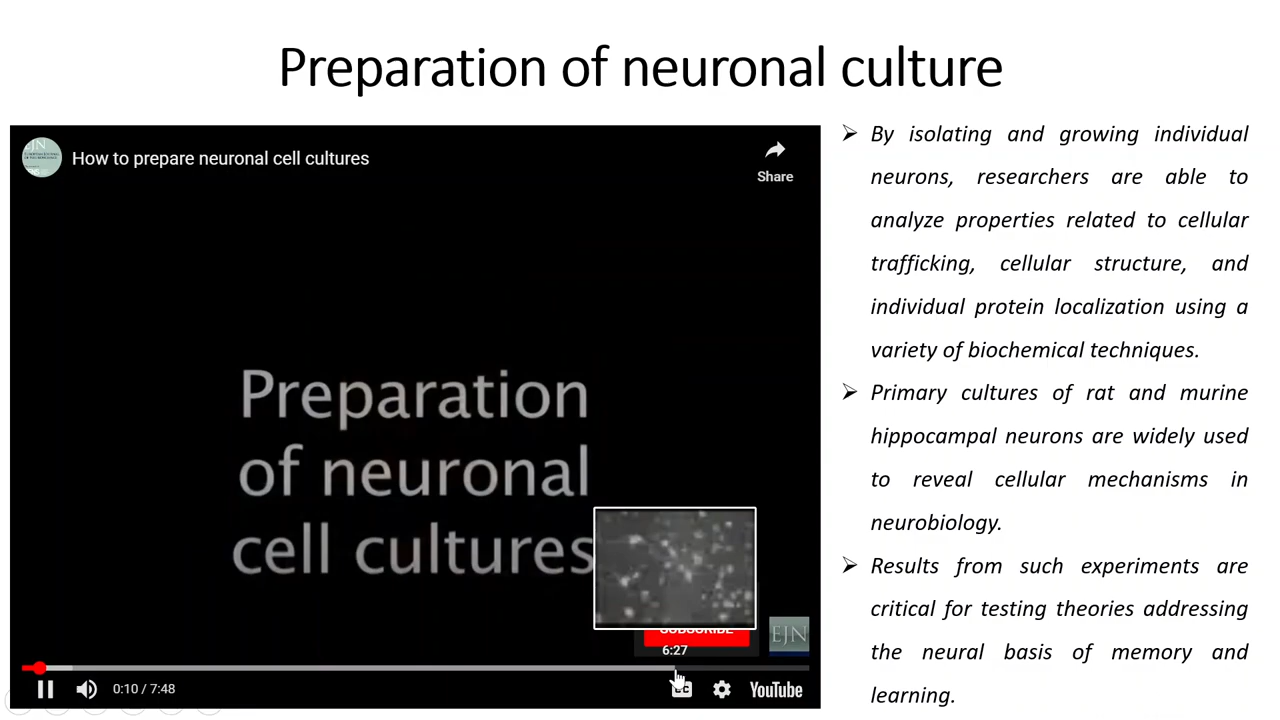 Preparation of neuronal culture
How to prepare neuronal cell cultures
Share
Preparation
of neuronal
cell cultures
SUBSCRIBE
EJN
6:27
0:10 / 7:48
CC
YouTube
➢ By isolating and growing individual
neurons, researchers are able to
analyze properties related to cellular
trafficking, cellular structure, and
individual protein localization using a
variety of biochemical techniques.
➢ Primary cultures of rat and murine
hippocampal neurons are widely used
to reveal cellular mechanisms in
neurobiology.
➢ Results from such experiments are
critical for testing theories addressing
the neural basis of memory and
learning.